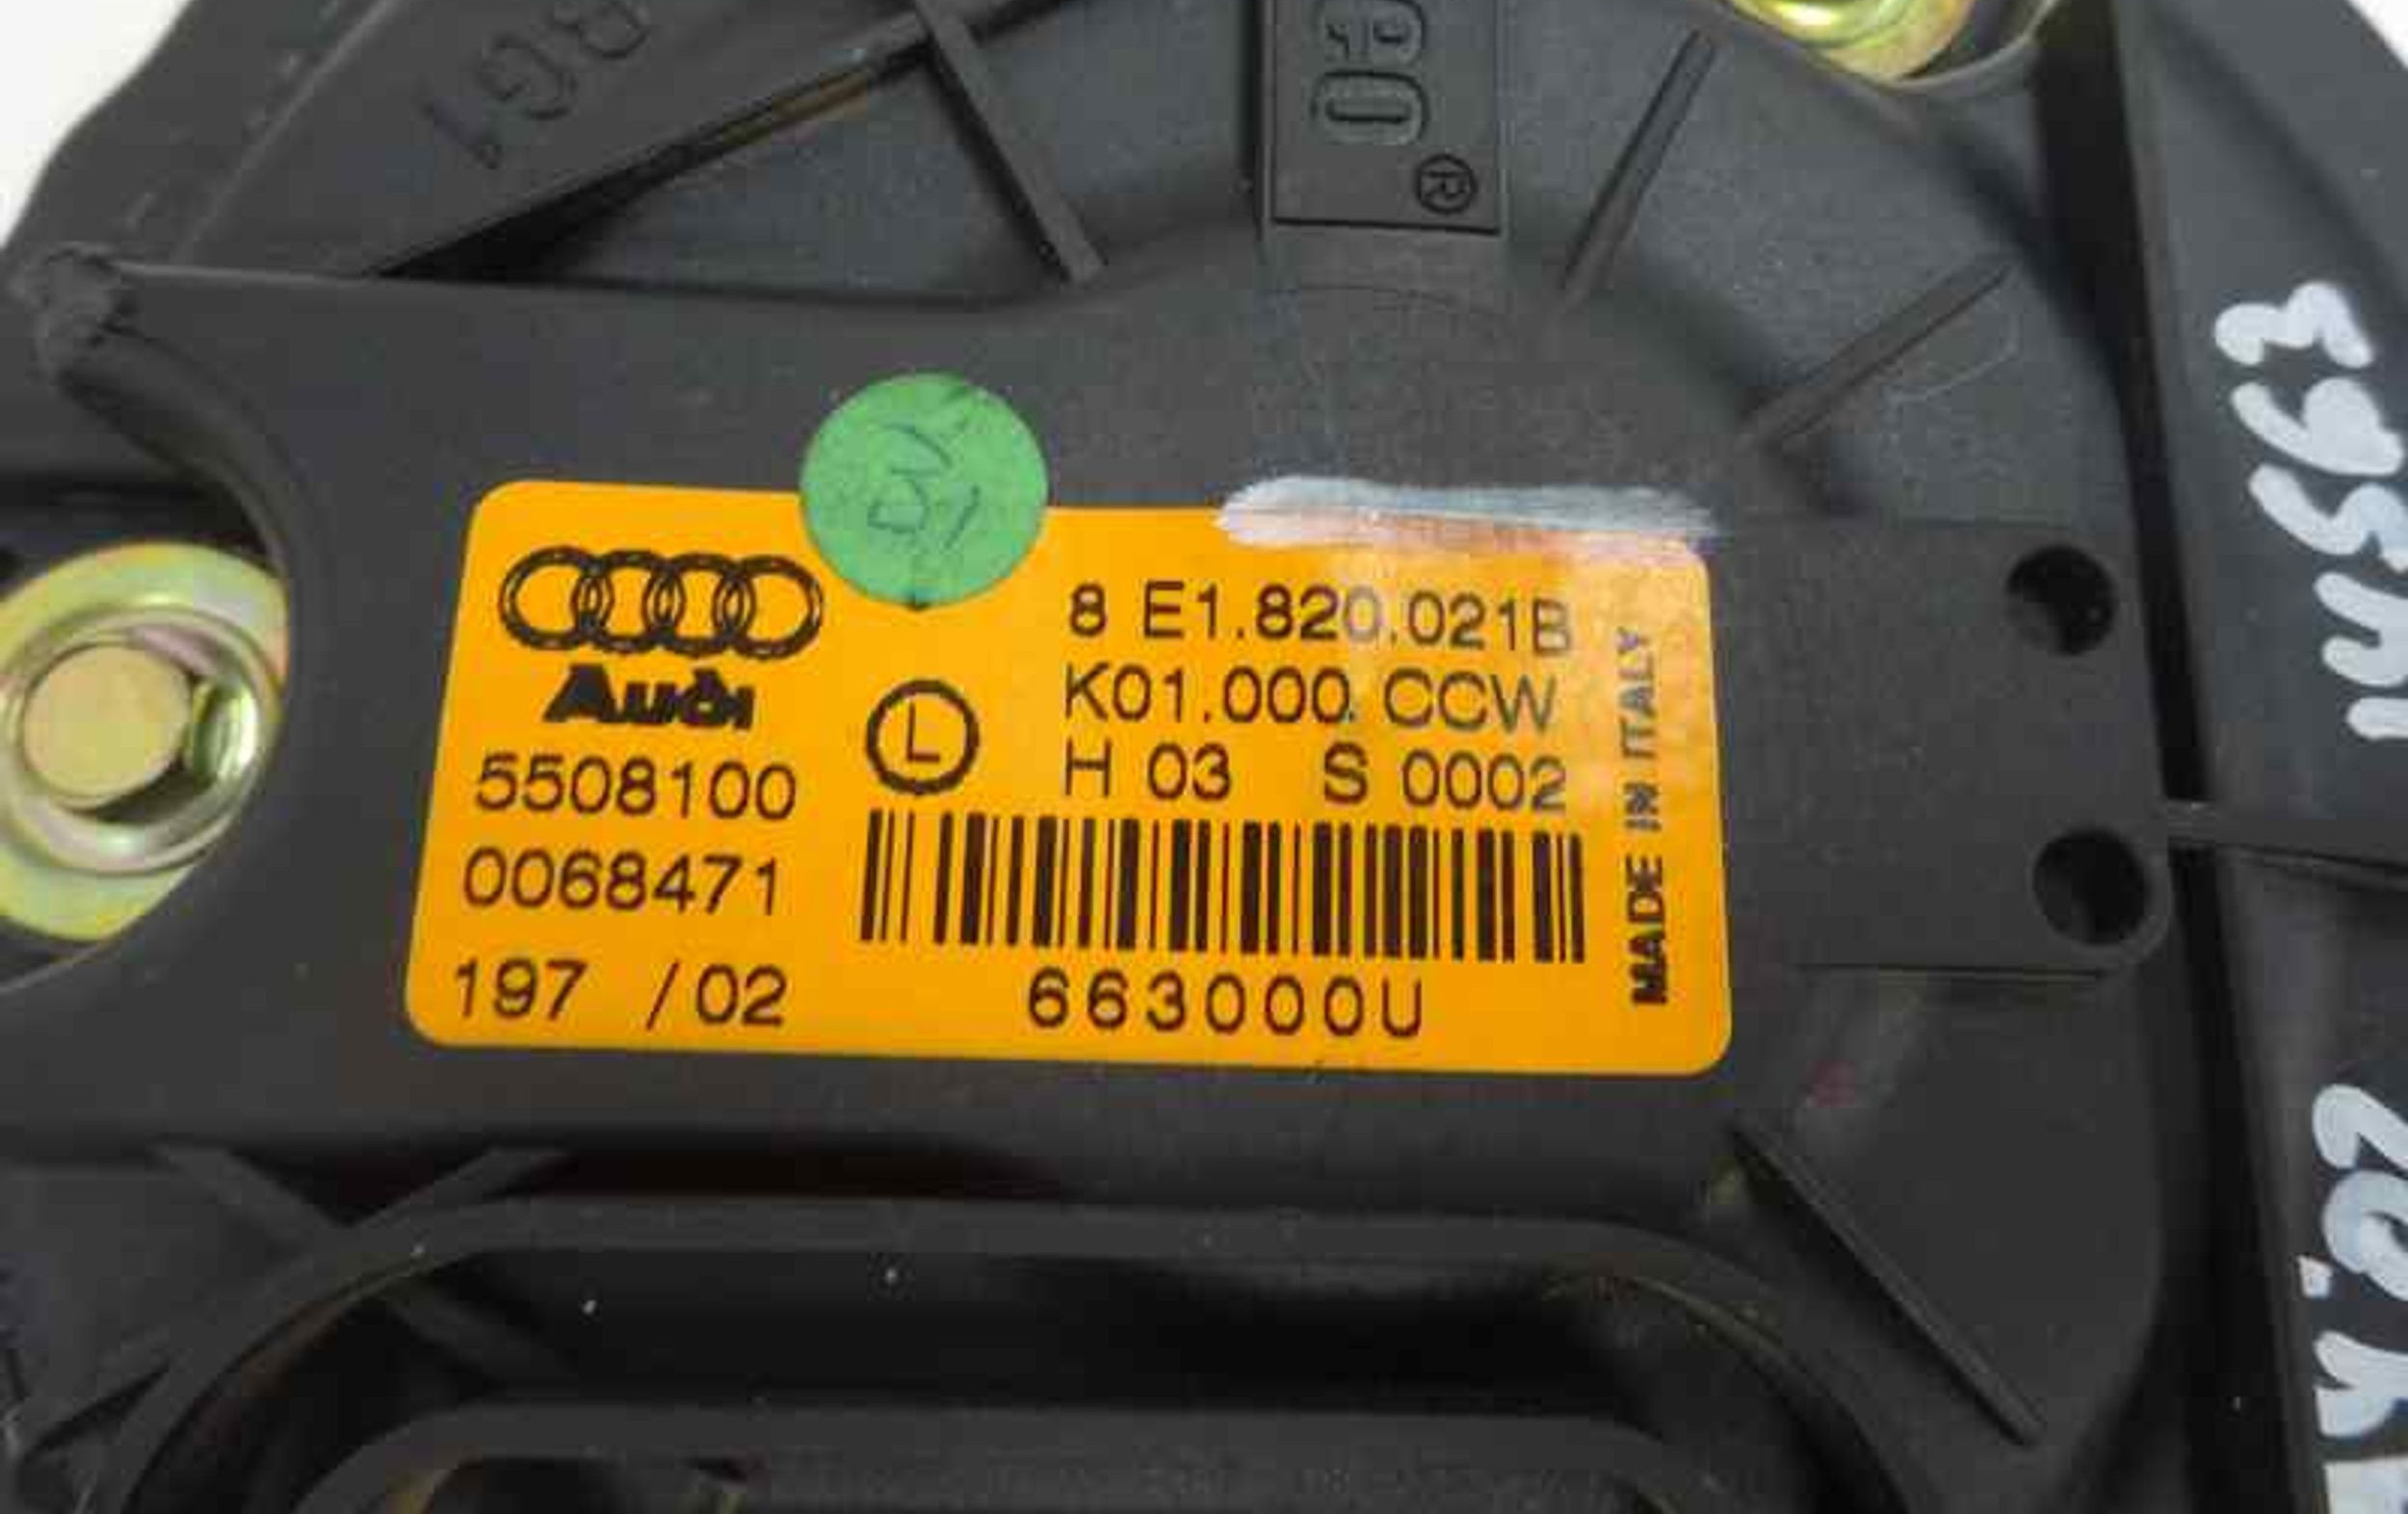 ®
Audi
5508100
0068471
197 /02
L
8 E1.820.021B
K01.000.CCW
H 03 S 0002
663000U
MADE IN ITALY